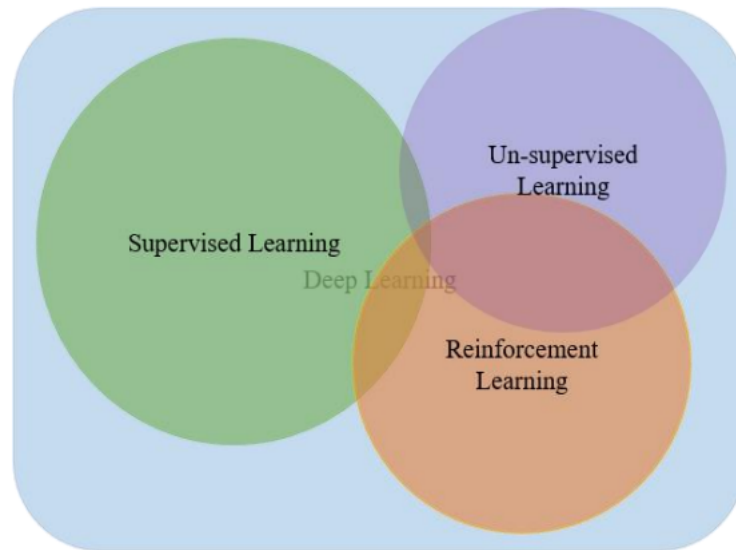 Un-supervised
Learning
Supervised Learning
Deep Learning
Reinforcement
Learning